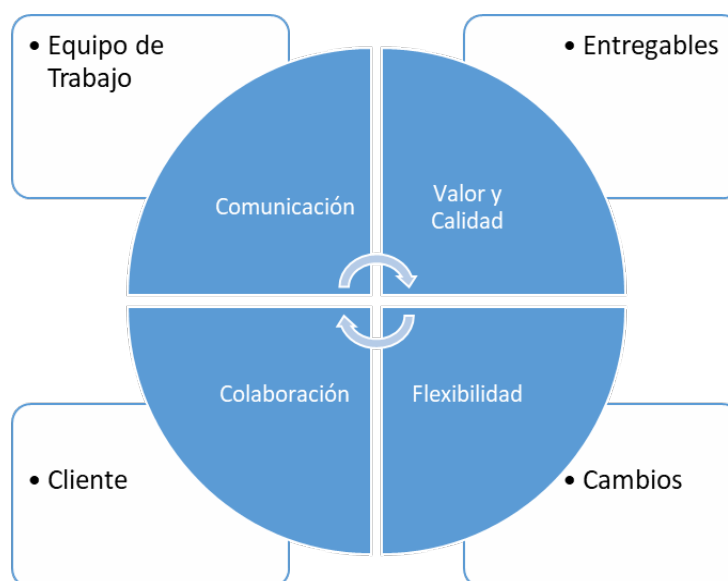 • Equipo de
Trabajo
• Entregables
Comunicación
Valor y
Calidad
Colaboración
Flexibilidad
• Cliente
• Cambios